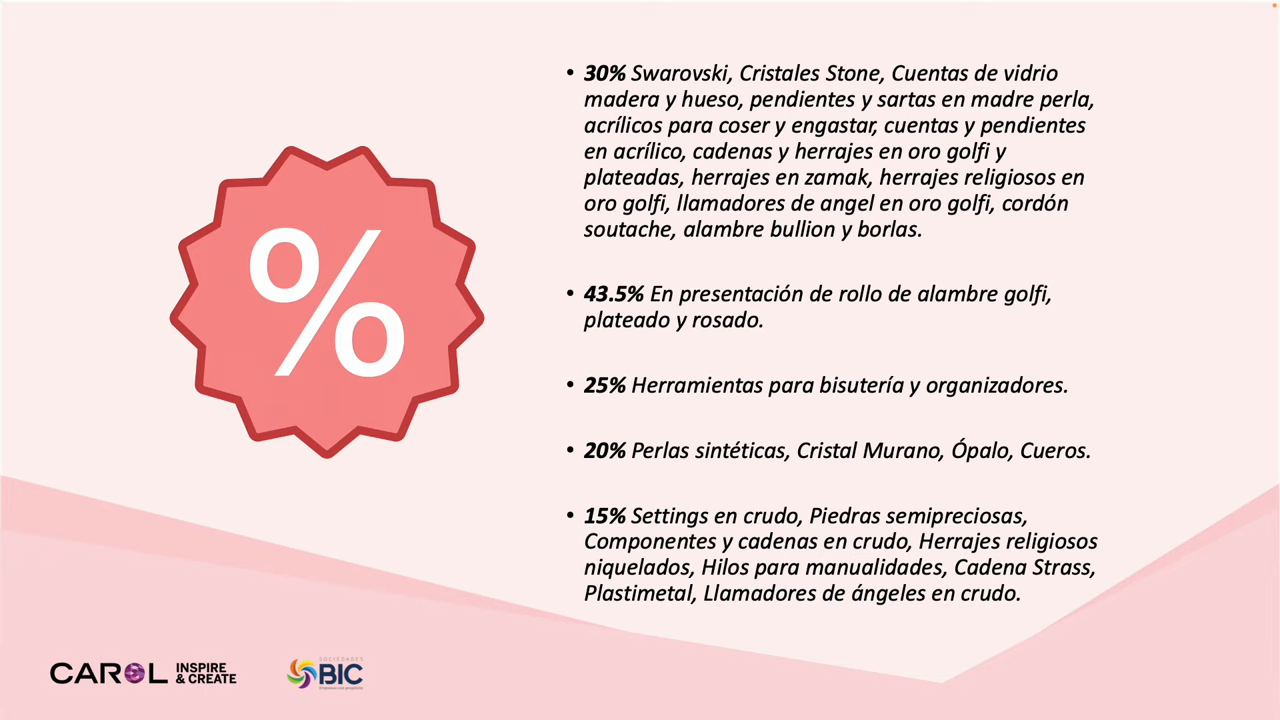 %
• 30% Swarovski, Cristales Stone, Cuentas de vidrio
madera y hueso, pendientes y sartas en madre perla,
acrílicos para coser y engastar, cuentas y pendientes
en acrílico, cadenas y herrajes en oro golfi y
plateadas, herrajes en zamak, herrajes religiosos en
oro golfi, llamadores de angel en oro golfi, cordón
soutache, alambre bullion y borlas.
• 43.5% En presentación de rollo de alambre golfi,
plateado y rosado.
• 25% Herramientas para bisutería y organizadores.
• 20% Perlas sintéticas, Cristal Murano, Ópalo, Cueros.
• 15% Settings en crudo, Piedras semipreciosas,
Componentes y cadenas en crudo, Herrajes religiosos
niquelados, Hilos para manualidades, Cadena Strass,
Plastimetal, Llamadores de ángeles en crudo.
CAROL
INSPIRE
& CREATE
SOCIEDADES
BIC
Empresas con propósito